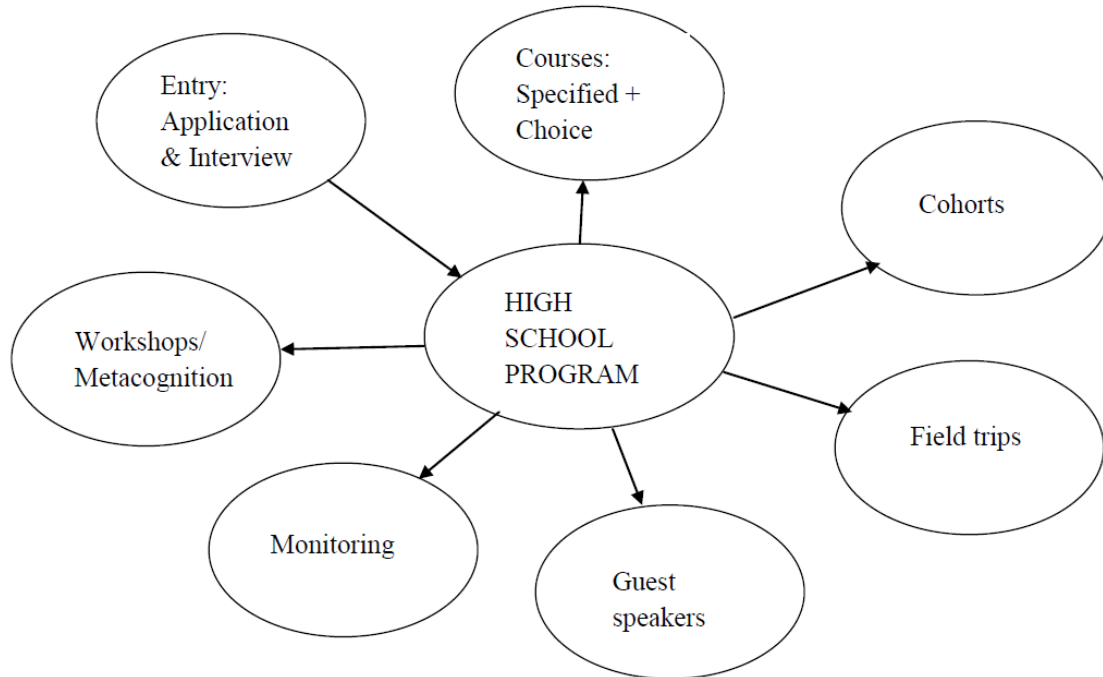 Entry:
Application
& Interview
Courses:
Specified +
Choice
Cohorts
HIGH
SCHOOL
PROGRAM
Workshops/
Metacognition
Field trips
Monitoring
Guest
speakers